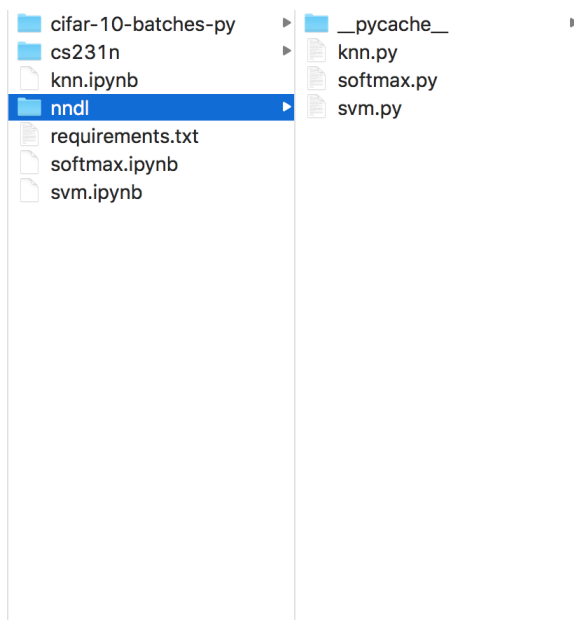 cifar-10-batches-py
cs231n
knn.ipynb
nndl
requirements.txt
softmax.ipynb
svm.ipynb
__pycache__
knn.py
softmax.py
svm.py